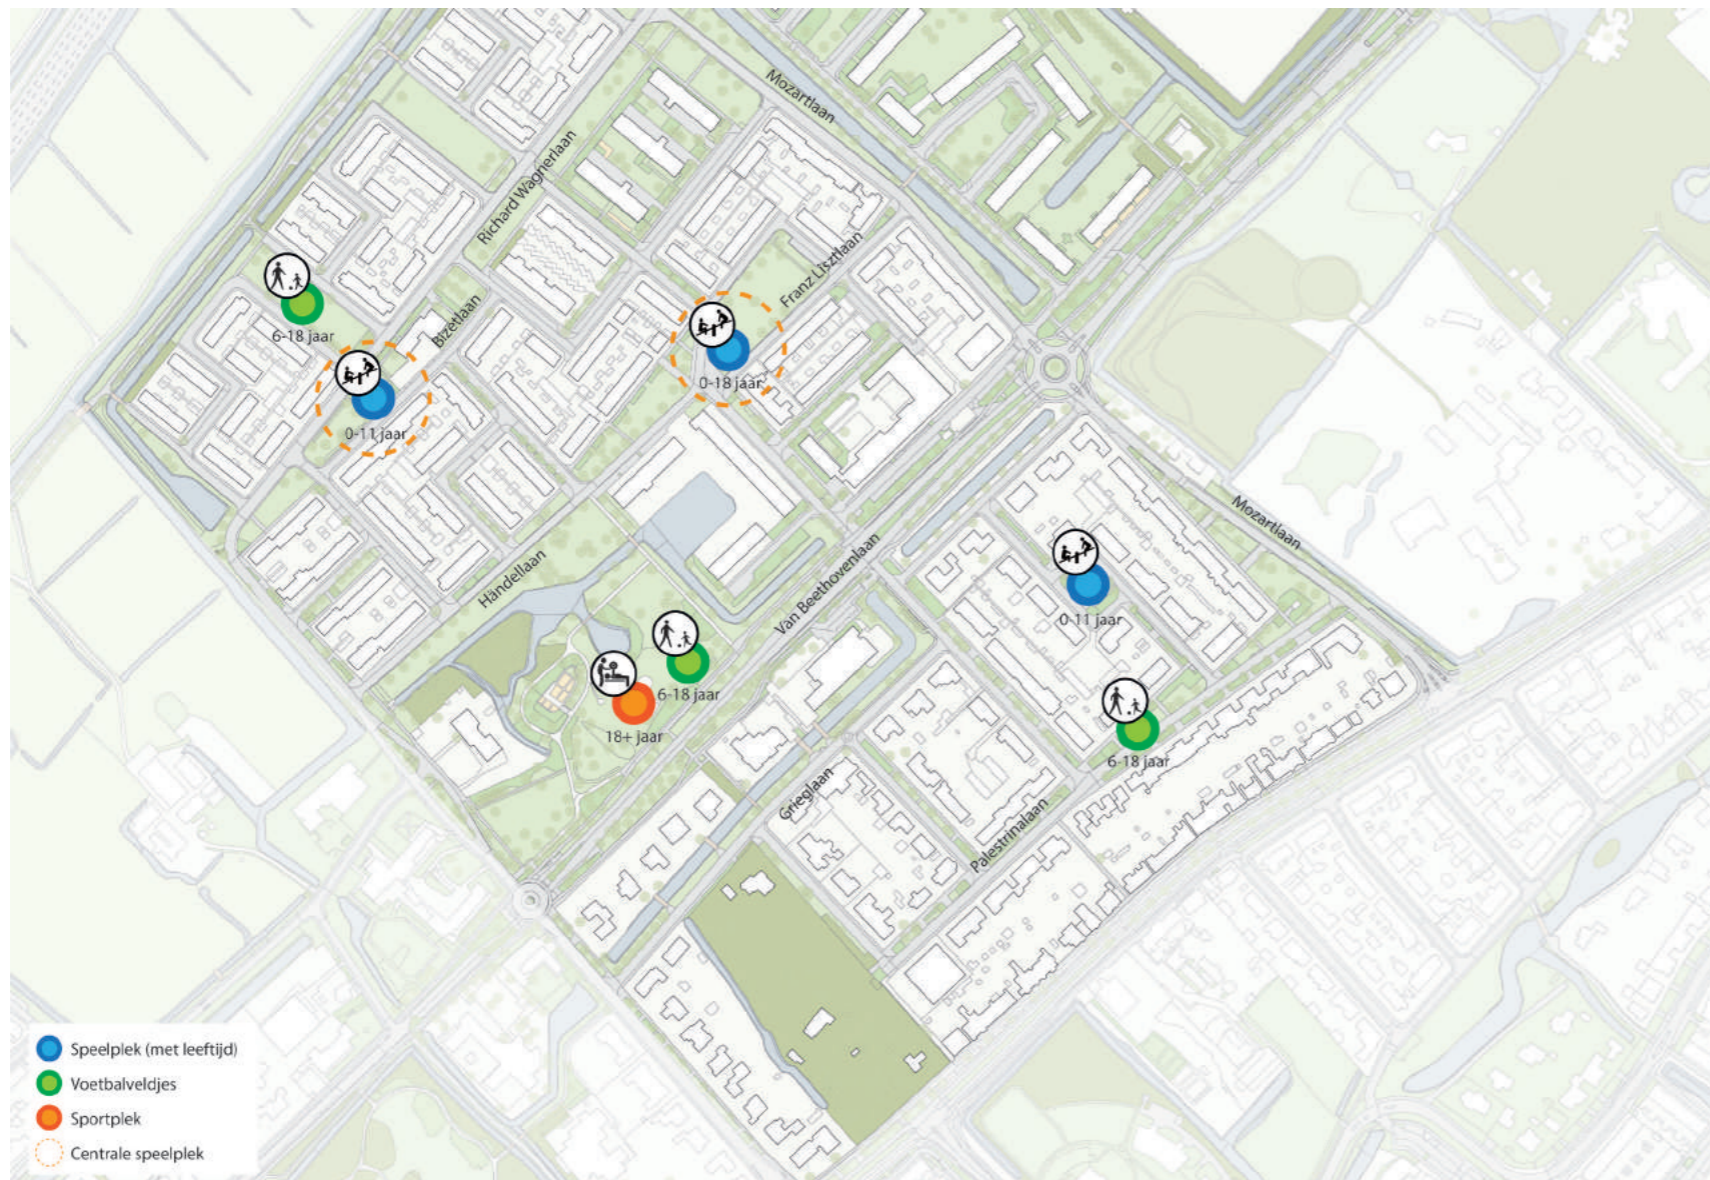 Mozartlaan
Richard Wagnerlaan
Franz Lisztlaan
6-18 jaar
Bizetlaan
0-18 jaar
0-11 jaar
Mozartlaan
Händellaan
Van Beethovenlaan
0-11 jaar
6-18 jaar
18+ jaar
6-18 jaar
Grieglaan
Palestrinalaan
Speelplek (met leeftijd)
Voetbalveldjes
Sportplek
Centrale speelplek